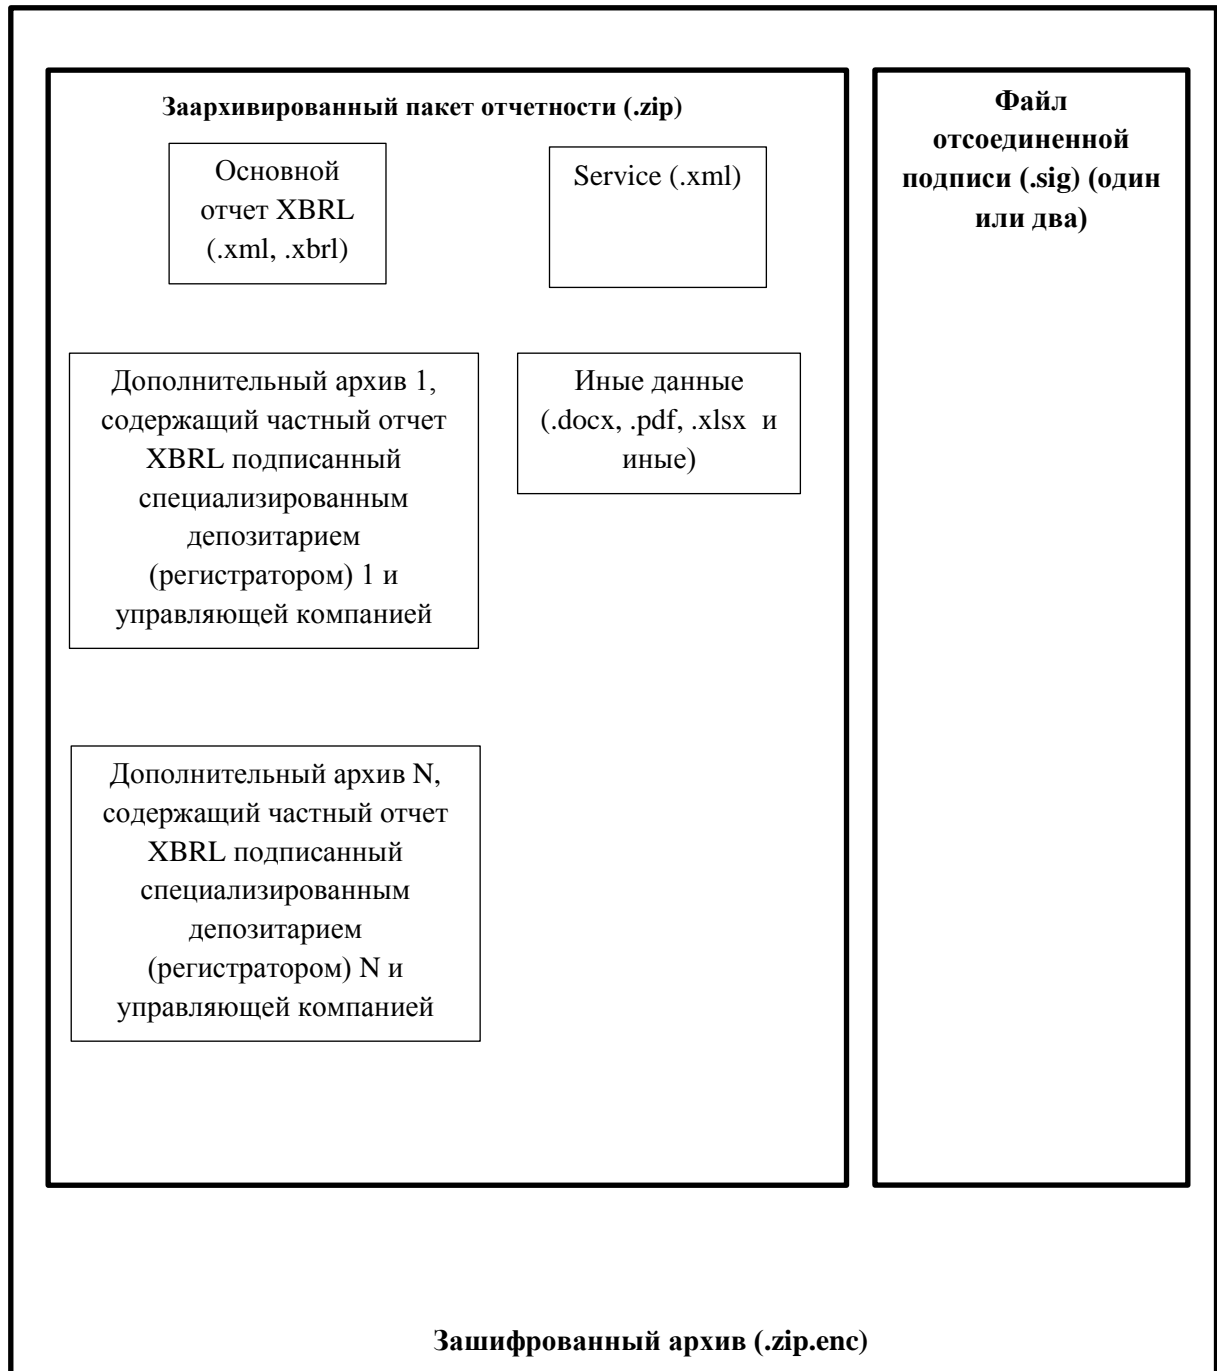 Заархивированный пакет отчетности (.zip)
Основной
отчет XBRL
(.xml, .xbrl)
Service (.xml)
Дополнительный архив 1,
содержащий частный отчет
XBRL подписанный
специализированным
депозитарием
(регистратором) 1 и
управляющей компанией
Иные данные
(.docx, .pdf, .xlsx и
иные)
Дополнительный архив N,
содержащий частный отчет
XBRL подписанный
специализированным
депозитарием
(регистратором) N и
управляющей компанией
Файл
отсоединенной
подписи (.sig) (один
или два)
Зашифрованный архив (.zip.enc)